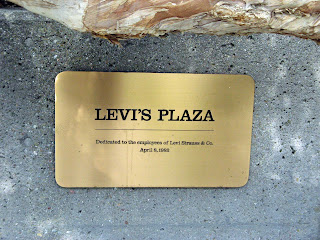 LEVI'S PLAZA
Dedicated to the employees of Levi Strauss & Co.
April 8, 1982